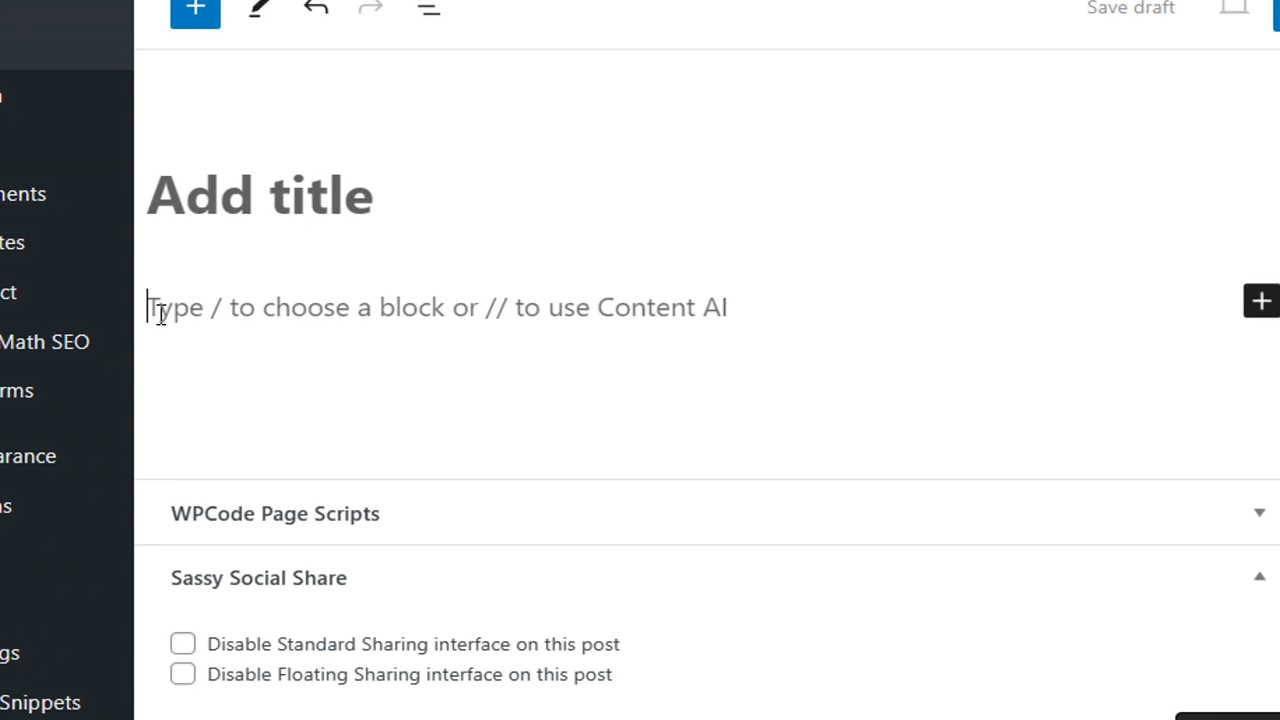 Save draft
Add title
Type / to choose a block or // to use Content AI
Math SEO
WPCode Page Scripts
Sassy Social Share
Disable Standard Sharing interface on this post
Disable Floating Sharing interface on this post
Snippets